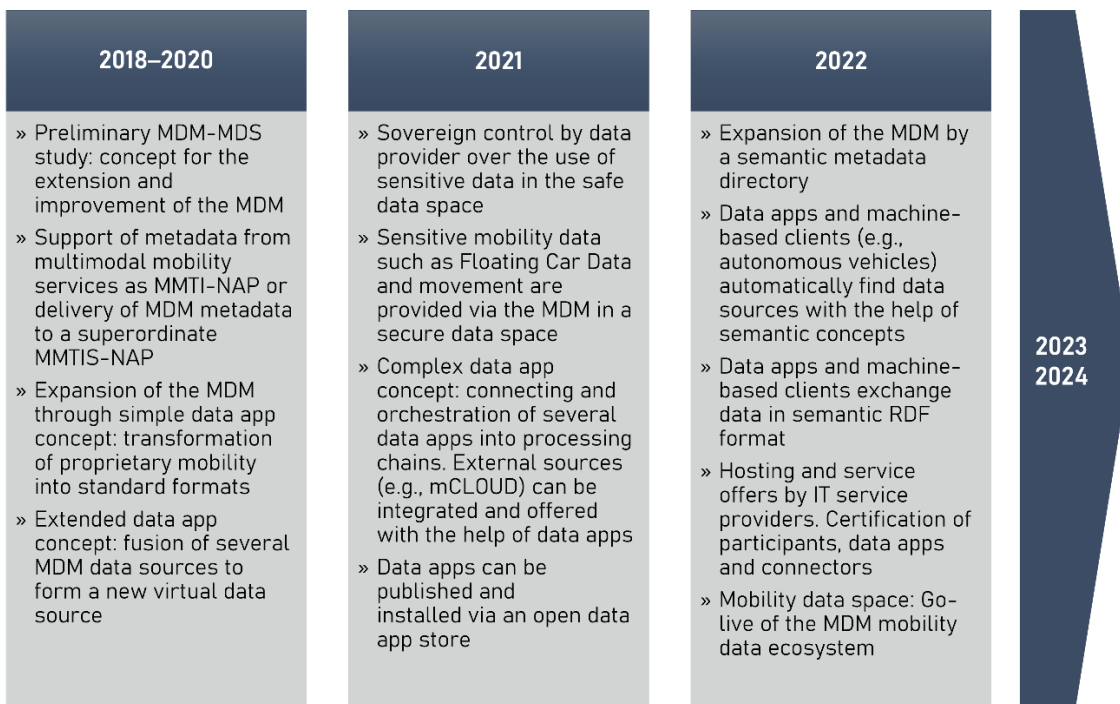 2018–2020
» Preliminary MDM-MDS
study: concept for the
extension and
improvement of the MDM
» Support of metadata from
multimodal mobility
services as MMTI-NAP or
delivery of MDM metadata
to a superordinate
MMTIS-NAP
» Expansion of the MDM
through simple data app
concept: transformation
of proprietary mobility
into standard formats
» Extended data app
concept: fusion of several
MDM data sources to
form a new virtual data
source
2021
» Sovereign control by data
provider over the use of
sensitive data in the safe
data space
» Sensitive mobility data
such as Floating Car Data
and movement are
provided via the MDM in a
secure data space
» Complex data app
concept: connecting and
orchestration of several
data apps into processing
chains. External sources
(e.g., mCLOUD) can be
integrated and offered
with the help of data apps
» Data apps can be
published and
installed via an open data
app store
2022
» Expansion of the MDM by
a semantic metadata
directory
» Data apps and machine-
based clients (e.g.,
autonomous vehicles)
automatically find data
sources with the help of
semantic concepts
» Data apps and machine-
based clients exchange
data in semantic RDF
format
» Hosting and service
offers by IT service
providers. Certification of
participants, data apps
and connectors
» Mobility data space: Go-
live of the MDM mobility
data ecosystem
2023
2024